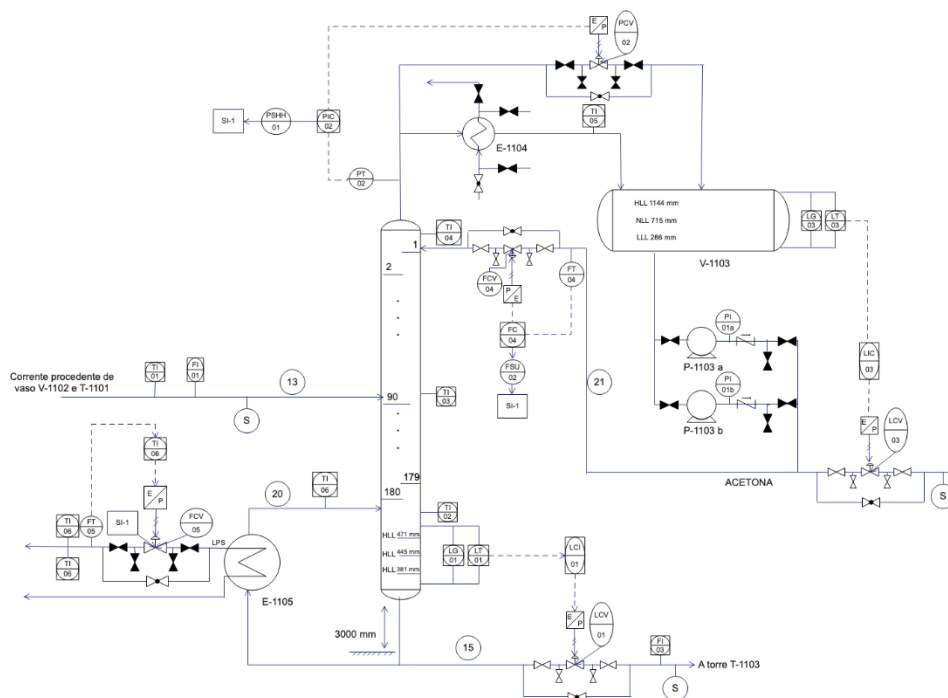 E
P
PCV
02
SI-1
PSHH
01
PIC
02
TI
05
E-1104
PT
02
HLL 1144 mm
NLL 715 mm
LLL 286 mm
LG
03
LT
03
V-1103
TI
04
1
2
FCV
04
P
E
FT
04
FC
04
FSU
02
SI-1
PI
01a
P-1103 a
PI
01b
P-1103 b
LIC
03
E
P
LCV
03
Corriente procedente de
vaso V-1102 e T-1101
TI
01
FI
01
13
S
90
TI
03
21
ACETONA
S
TI
06
E
P
SI-1
FCV
05
TI
06
FT
05
TI
06
LPS
20
TI
06
179
180
TI
02
HLL 471 mm
HLL 445 mm
HLL 381 mm
LG
01
LT
01
LCI
01
E-1105
3000 mm
15
E
P
LCV
01
FI
03
A torre T-1103
S